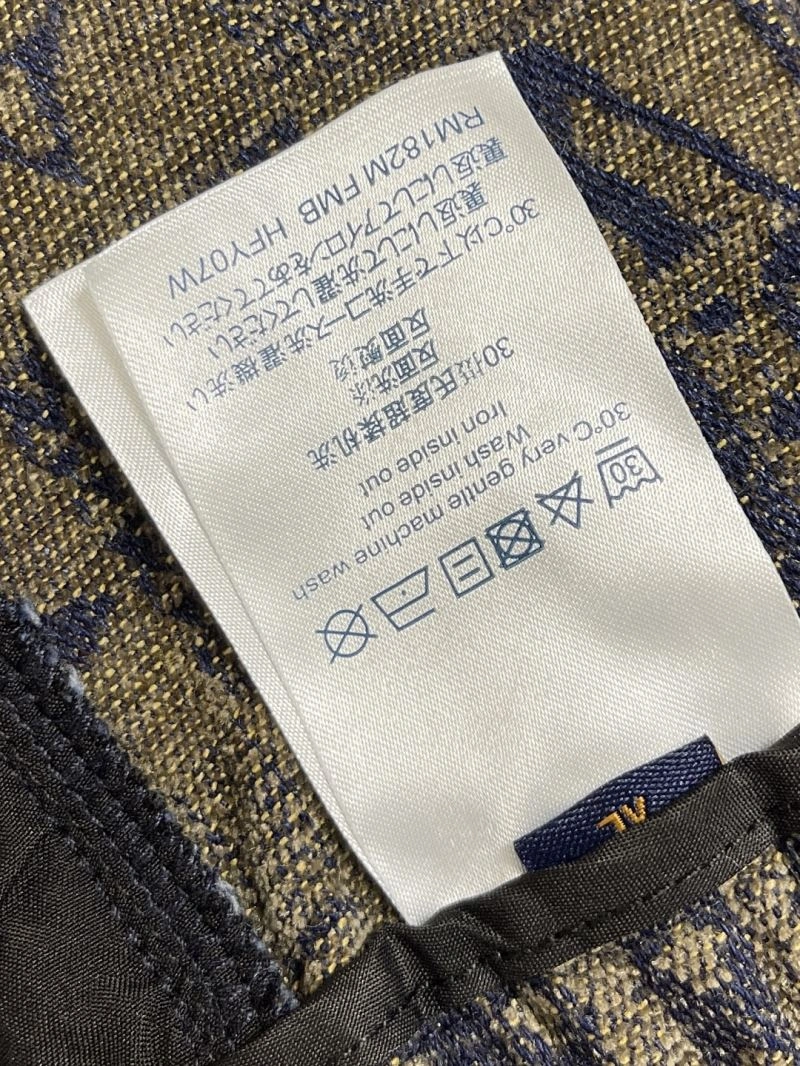 30
30°C very gentle machine wash
Wash inside out
Iron inside out
30摄氏度超柔机洗
反面洗涤
反面熨烫
30°C以下で手洗コース洗濯機洗い
裏返しにして洗濯してください
裏返しにしてアイロンをあててください
RM182M FMB HFY07W